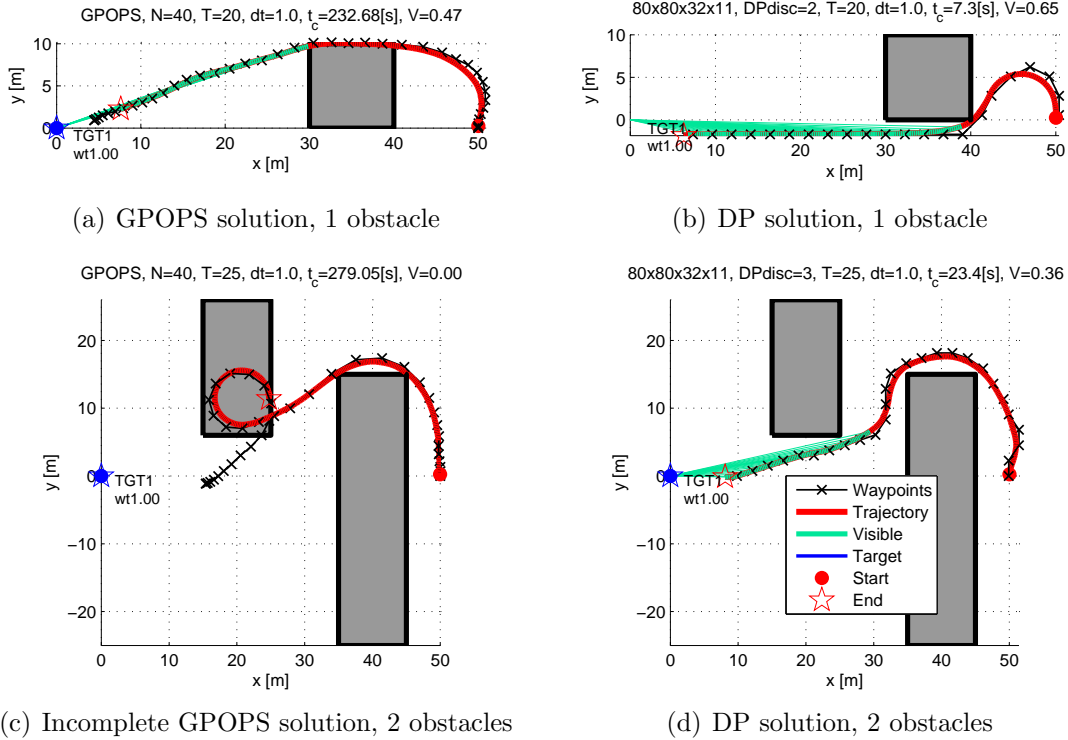 GPOPS, N=40, T=20, dt=1.0, t_c=232.68[s], V=0.47
10
5
0
y [m]
TGT1
wt1.00
0 10 20 30 40 50
x [m]
(a) GPOPS solution, 1 obstacle
80x80x32x11, DPdisc=2, T=20, dt=1.0, t_c=7.3[s], V=0.65
10
5
0
y [m]
TGT1
wt1.00
0 10 20 30 40 50
x [m]
(b) DP solution, 1 obstacle
GPOPS, N=40, T=25, dt=1.0, t_c=279.05[s], V=0.00
20
10
0
−10
−20
y [m]
TGT1
wt1.00
0 10 20 30 40 50
x [m]
(c) Incomplete GPOPS solution, 2 obstacles
80x80x32x11, DPdisc=3, T=25, dt=1.0, t_c=23.4[s], V=0.36
20
10
0
−10
−20
y [m]
TGT1
wt1.00
Waypoints
Trajectory
Visible
Target
Start
End
0 10 20 30 40 50
x [m]
(d) DP solution, 2 obstacles